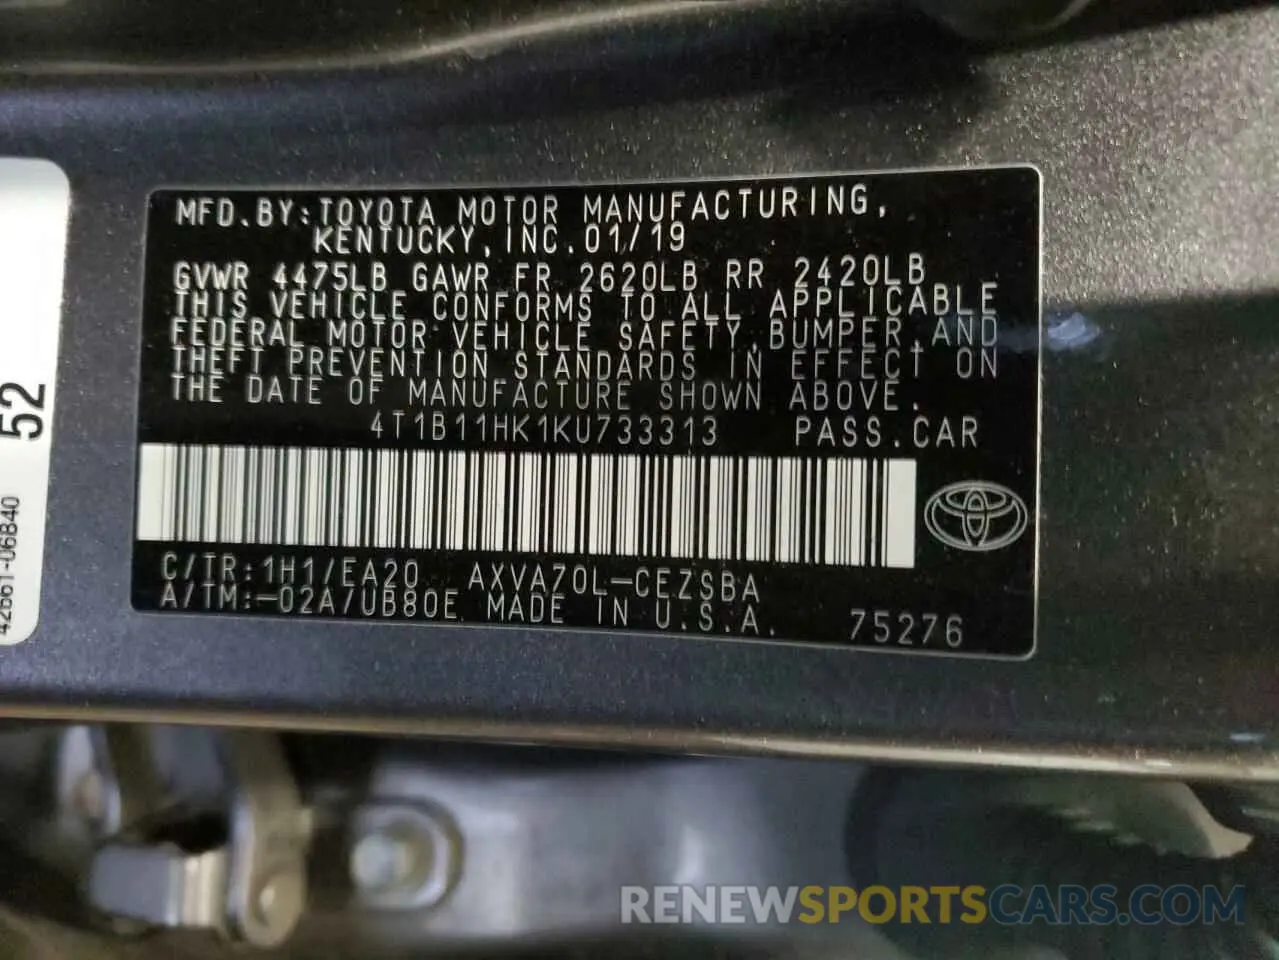 MFD.BY:TOYOTA MOTOR MANUFACTURING,
KENTUCKY,INC.01/19
GVWR 4475LB GAWR FR 2620LB RR 2420LB
THIS VEHICLE CONFORMS TO ALL APPLICABLE
FEDERAL MOTOR VEHICLE SAFETY,BUMPER,AND
THEFT PREVENTION STANDARDS IN EFFECT ON
THE DATE OF MANUFACTURE SHOWN ABOVE.
4T1B11HK1KU733313 PASS.CAR
C/TR:1H1/EA20 AXVA70L-CEZSBA
A/TM:-02A/UB80E MADE IN U.S.A. 75276
52
42661-06840
RENEWSPORTSCARS.COM